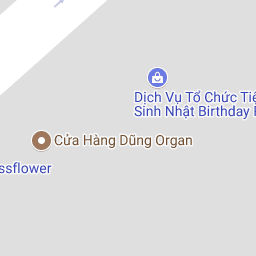 Dịch Vụ Tổ Chức Tiệ
Sinh Nhật Birthday
Cửa Hàng Dũng Organ
ssflower